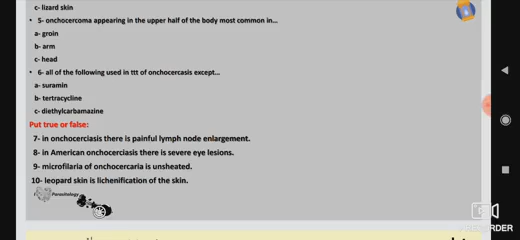 c- lizard skin
• 5- onchocercoma appearing in the upper half of the body most common in...
a- groin
b- arm
c- head
• 6- all of the following used in ttt of onchocercasis except...
a- suramin
b- tertracycline
c- diethylcarbamazine
Put true or false:
7- in onchocerciasis there is painful lymph node enlargement.
8- in American onchocerciasis there is severe eye lesions.
9- microfilaria of onchocercaria is unsheated.
10- leopard skin is lichenification of the skin.
Parasitology